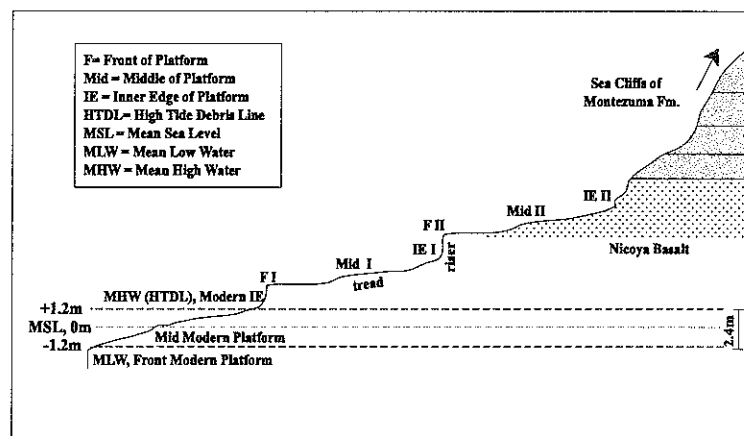 F= Front of Platform
Mid = Middle of Platform
IE = Inner Edge of Platform
HTDL= High Tide Debris Line
MSL= Mean Sea Level
MLW = Mean Low Water
MHW = Mean High Water
Sea Cliffs of
Montezuma Fm.
IE II
Mid II
F II
Nicoya Basalt
IE I
riser
Mid I
tread
F I
MHW (HTDL), Modern IE
+1.2m
MSL, 0m
Mid Modern Platform
-1.2m
2.4m
MLW, Front Modern Platform